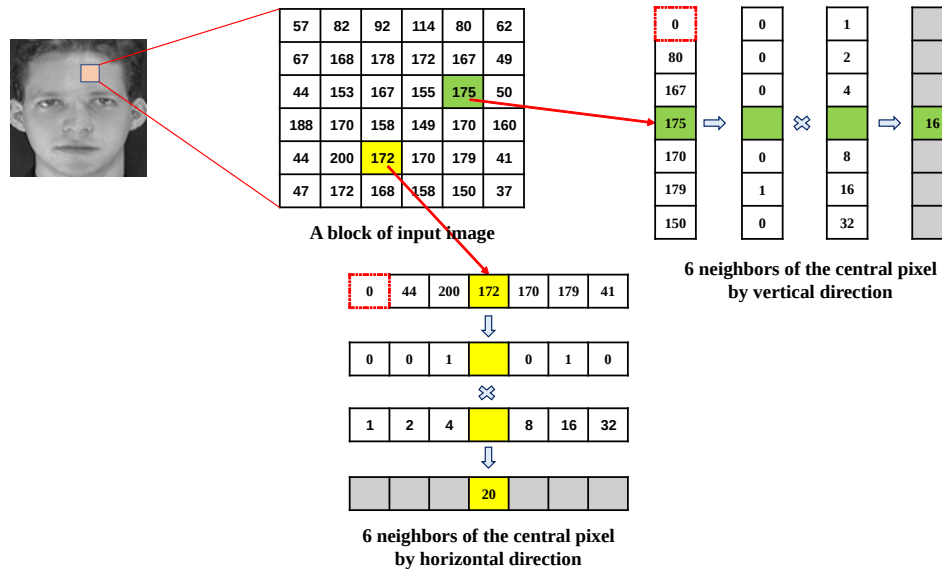 57 82 92 114 80 62
67 168 178 172 167 49
44 153 167 155 175 50
188 170 158 149 170 160
44 200 172 170 179 41
47 172 168 158 150 37
A block of input image
0 0 1
80 0 2
167 0 4
175 16
170 0 8
179 1 16
150 0 32
6 neighbors of the central pixel
by vertical direction
0 44 200 172 170 179 41
0 0 1 0 1 0
1 2 4 8 16 32
20
6 neighbors of the central pixel
by horizontal direction